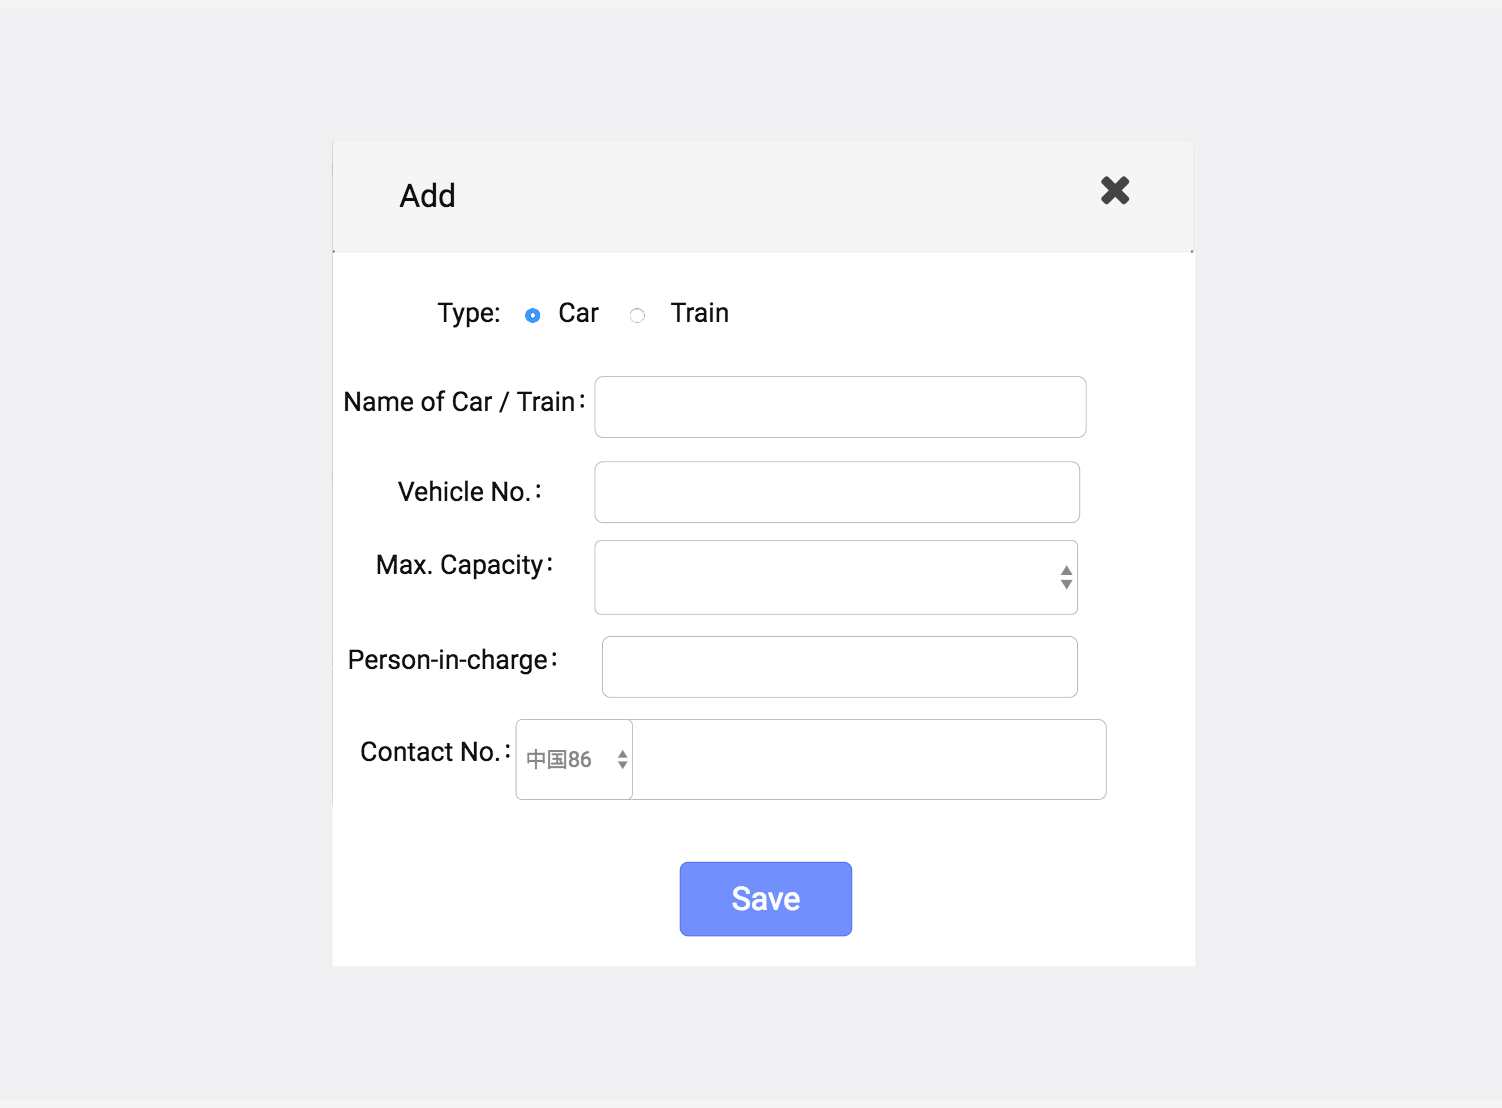 Add
Type: Car Train
Name of Car / Train：
Vehicle No.：
Max. Capacity：
Person-in-charge：
Contact No.： 中国86
Save